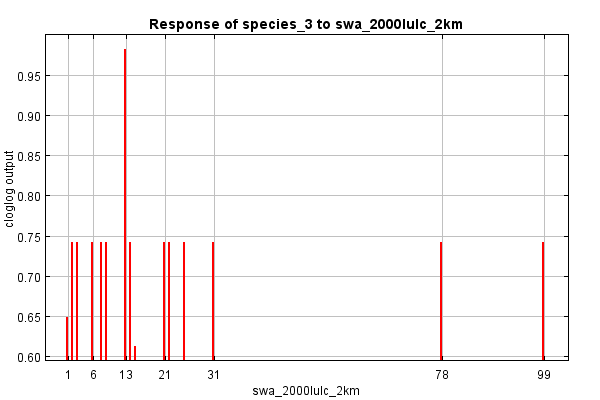 Response of species_3 to swa_2000lulc_2km
cloglog output
0.95
0.90
0.85
0.80
0.75
0.70
0.65
0.60
1 6 13 21 31 78 99
swa_2000lulc_2km